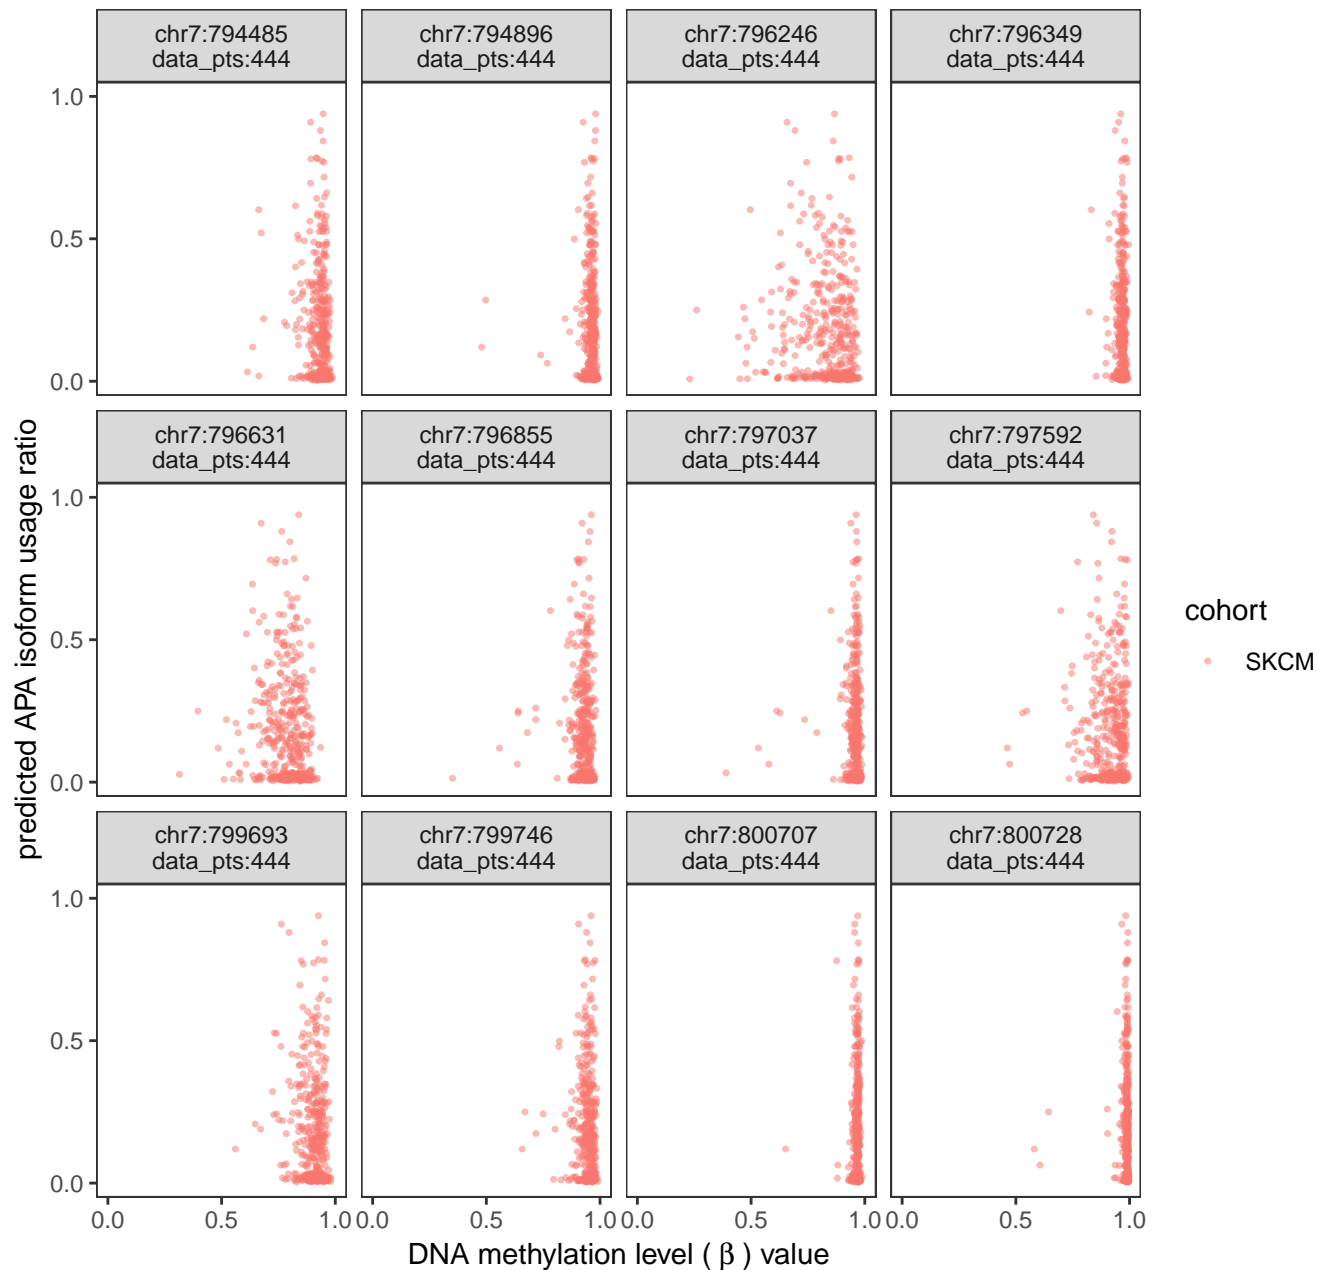 chr7:794485
data_pts:444
chr7:794896
data_pts:444
chr7:796246
data_pts:444
chr7:796349
data_pts:444
1.0
0.5
0.0
chr7:796631
data_pts:444
chr7:796855
data_pts:444
chr7:797037
data_pts:444
chr7:797592
data_pts:444
1.0
0.5
0.0
chr7:799693
data_pts:444
chr7:799746
data_pts:444
chr7:800707
data_pts:444
chr7:800728
data_pts:444
1.0
0.5
0.0
0.0 0.5 1.0
0.0 0.5 1.0
0.0 0.5 1.0
0.0 0.5 1.0
DNA methylation level ( β ) value
predicted APA isoform usage ratio
cohort
SKCM